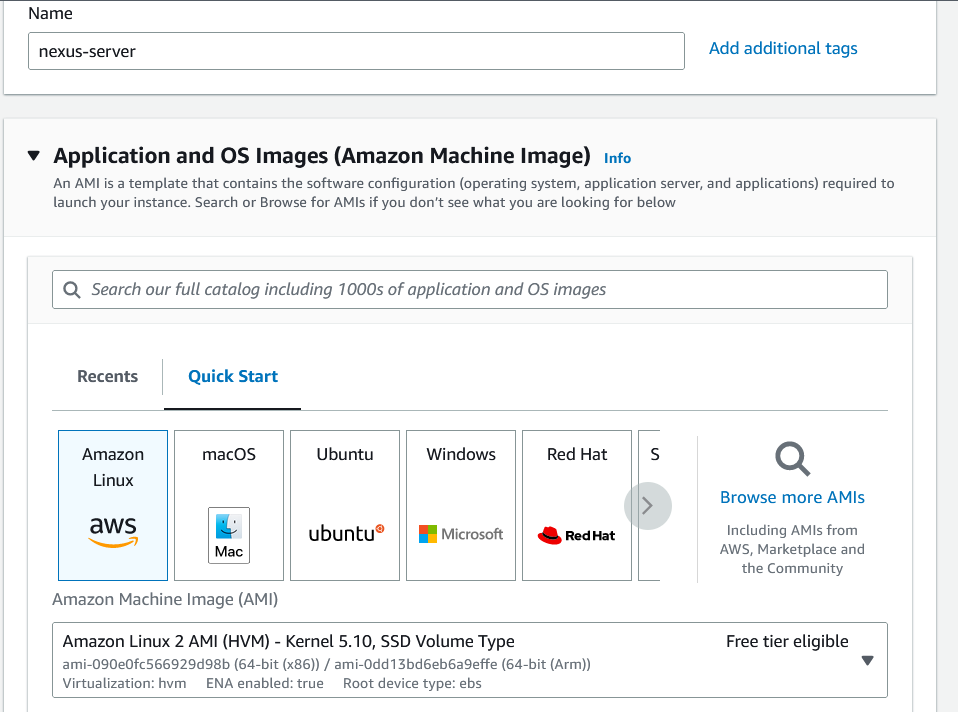 Name
nexus-server
Add additional tags
Application and OS Images (Amazon Machine Image) Info
An AMI is a template that contains the software configuration (operating system, application server, and applications) required to
launch your instance. Search or Browse for AMIs if you don’t see what you are looking for below
Search our full catalog including 1000s of application and OS images
Recents
Quick Start
Amazon
Linux
aws
macOS
Mac
Ubuntu
ubuntu
Windows
Microsoft
Red Hat
Red Hat
S
Browse more AMIs
Including AMIs from
AWS, Marketplace and
the Community
Amazon Machine Image (AMI)
Amazon Linux 2 AMI (HVM) - Kernel 5.10, SSD Volume Type
Free tier eligible
ami-090e0fc566929d98b (64-bit (x86)) / ami-0dd13bd6eb6a9effe (64-bit (Arm))
Virtualization: hvm ENA enabled: true Root device type: ebs